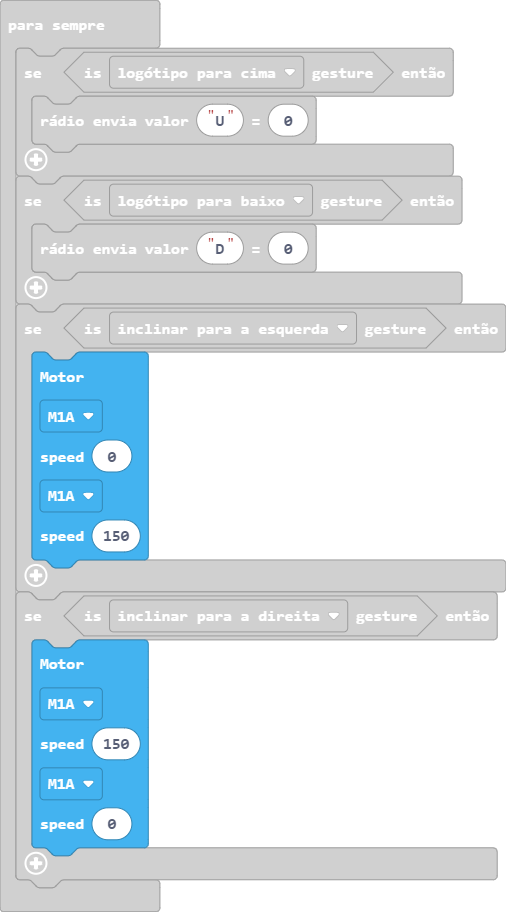 para sempre
se is logótipo para cima gesture então
rádio envia valor "U" = 0
se is logótipo para baixo gesture então
rádio envia valor "D" = 0
se is inclinar para a esquerda gesture então
Motor
M1A
speed 0
M1A
speed 150
se is inclinar para a direita gesture então
Motor
M1A
speed 150
M1A
speed 0